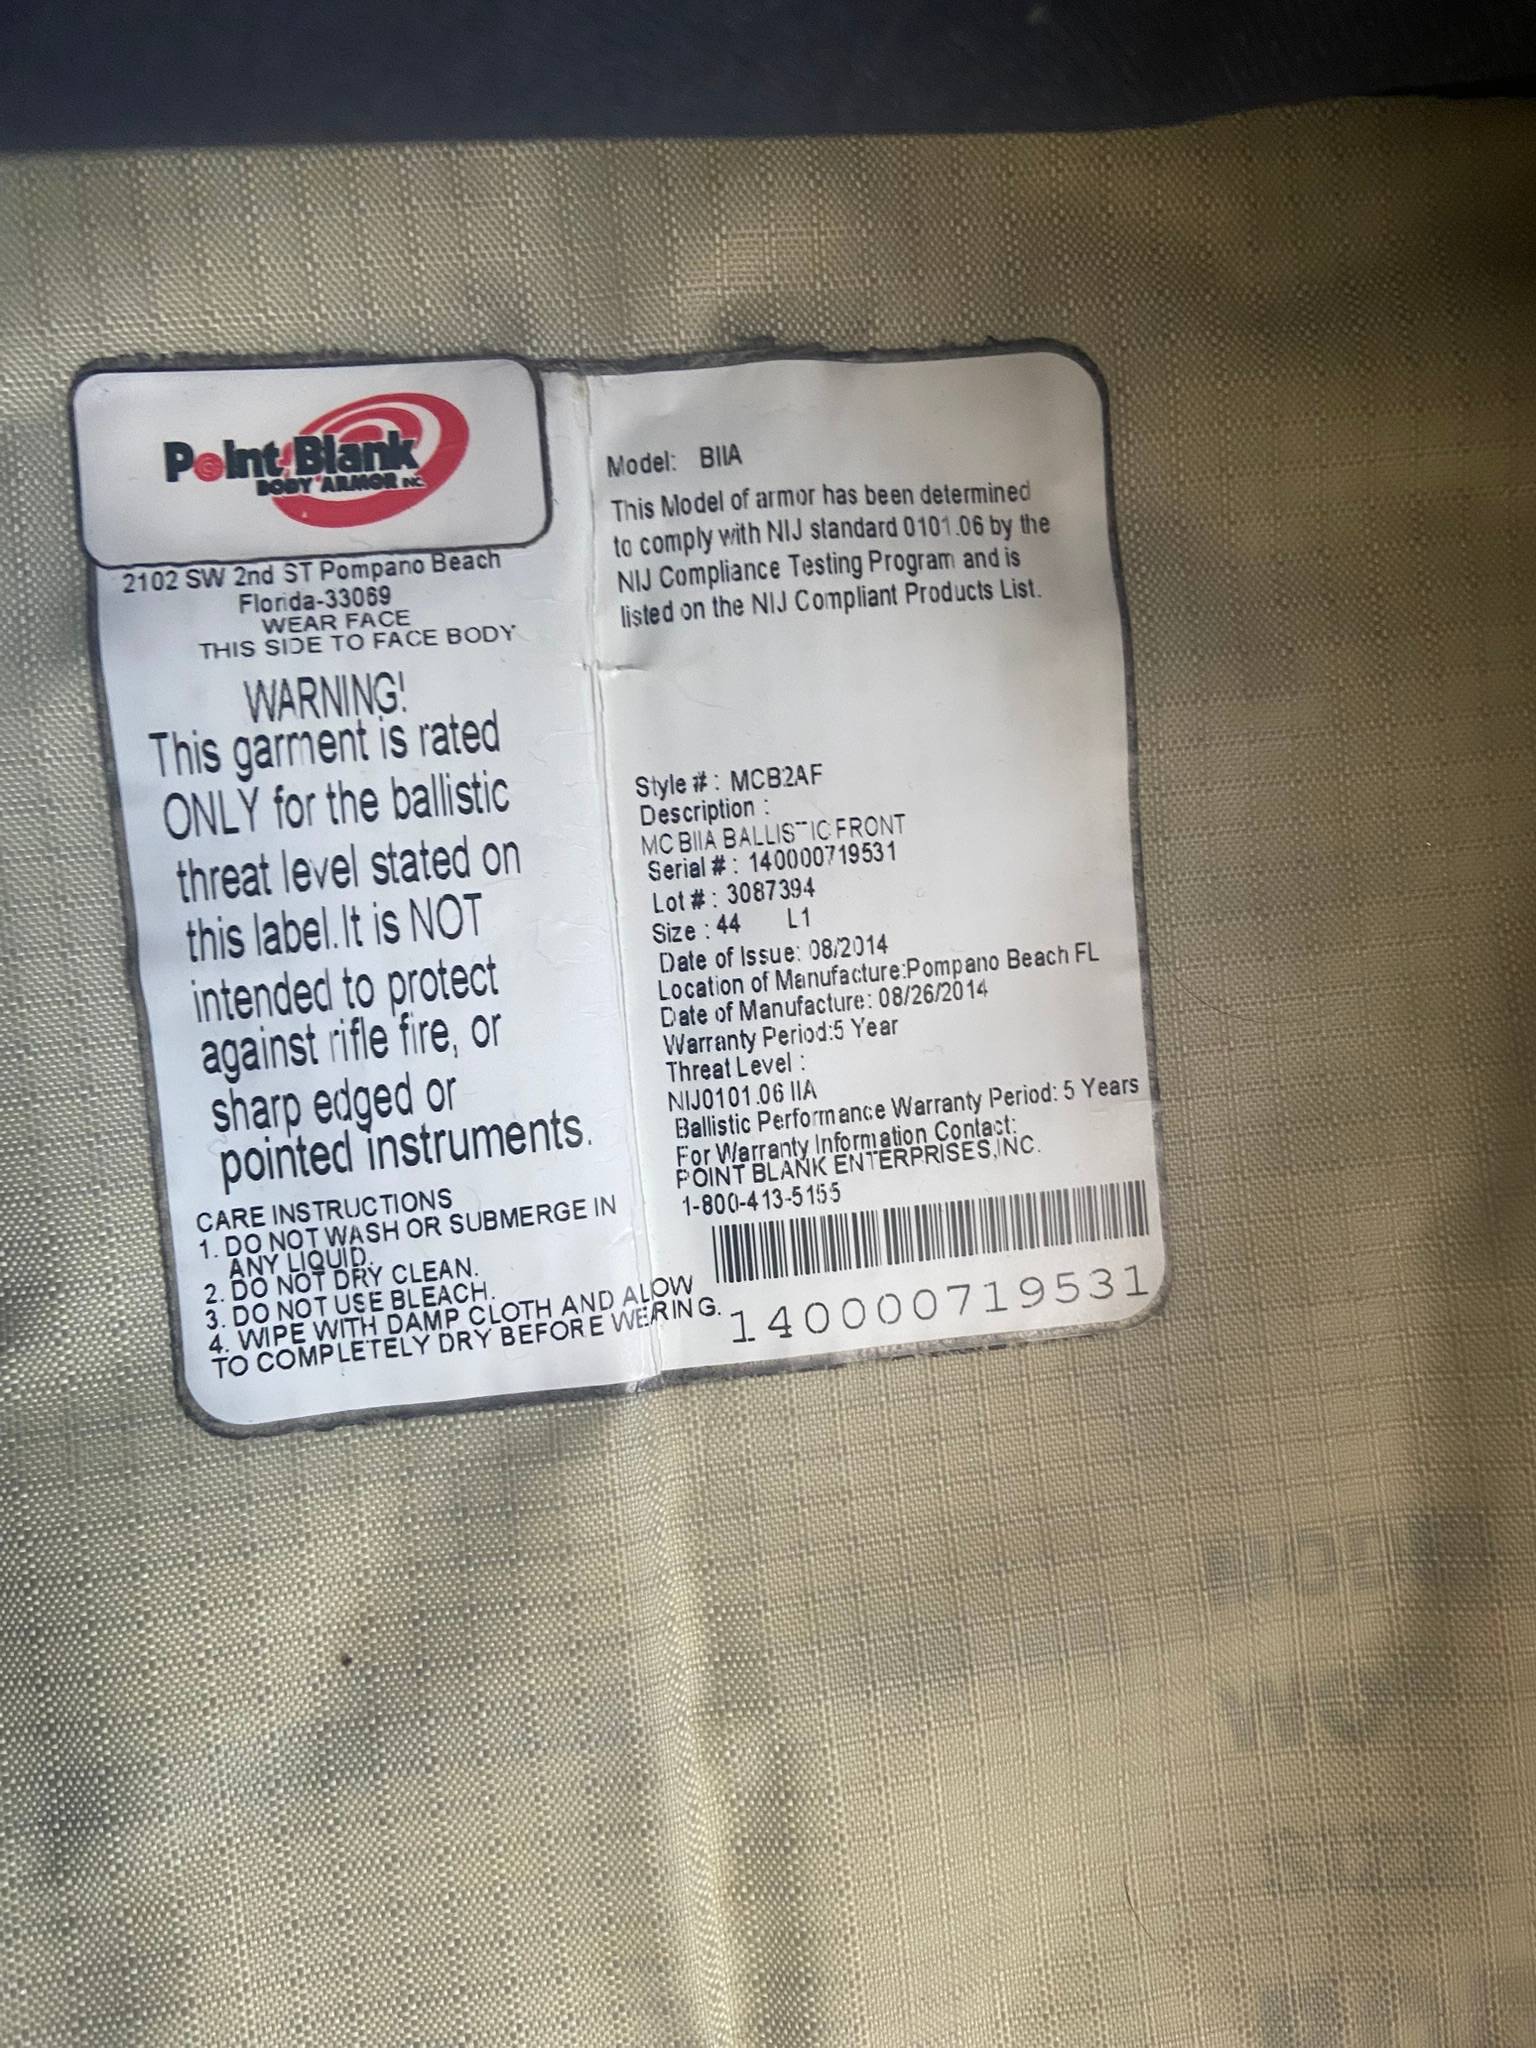 Point Blank
BODY ARMOR INC.
2102 SW 2nd ST Pompano Beach
Florida-33069
WEAR FACE
THIS SIDE TO FACE BODY
WARNING!
This garment is rated
ONLY for the ballistic
threat level stated on
this label.It is NOT
intended to protect
against rifle fire, or
sharp edged or
pointed instruments.
CARE INSTRUCTIONS
1. DO NOT WASH OR SUBMERGE IN
ANY LIQUID.
2. DO NOT DRY CLEAN.
3. DO NOT USE BLEACH.
4. WIPE WITH DAMP CLOTH AND ALOW
TO COMPLETELY DRY BEFORE WERING.
Model: BIIA
This Model of armor has been determined
to comply with NIJ standard 0101.06 by the
NIJ Compliance Testing Program and is
listed on the NIJ Compliant Products List.
Style # : MCB2AF
Description :
MC BIIA BALLISTIC FRONT
Serial # : 140000719531
Lot # : 3087394
Size : 44 L1
Date of Issue: 08/2014
Location of Manufacture:Pompano Beach FL
Date of Manufacture: 08/26/2014
Warranty Period:5 Year
Threat Level :
NIJ0101.06 IIA
Ballistic Performance Warranty Period: 5 Years
For Warranty Information Contact:
POINT BLANK ENTERPRISES,INC.
1-800-413-5155
140000719531